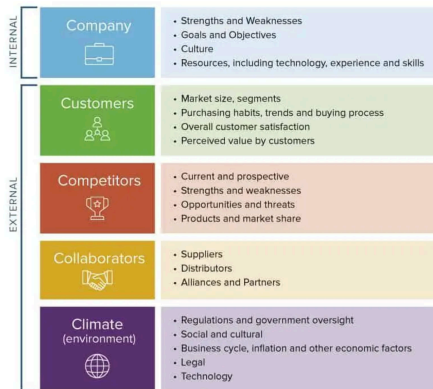 INTERNAL
Company
• Strengths and Weaknesses
• Goals and Objectives
• Culture
• Resources, including technology, experience and skills
EXTERNAL
Customers
• Market size, segments
• Purchasing habits, trends and buying process
• Overall customer satisfaction
• Perceived value by customers
Competitors
• Current and prospective
• Strengths and weaknesses
• Opportunities and threats
• Products and market share
Collaborators
• Suppliers
• Distributors
• Alliances and Partners
Climate
(environment)
• Regulations and government oversight
• Social and cultural
• Business cycle, inflation and other economic factors
• Legal
• Technology